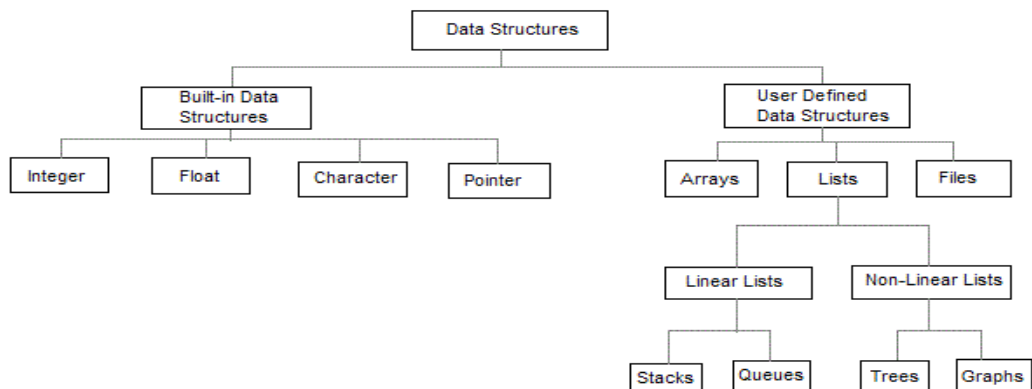 Data Structures
Built-in Data
Structures
User Defined
Data Structures
Integer
Float
Character
Pointer
Arrays
Lists
Files
Linear Lists
Non-Linear Lists
Stacks
Queues
Trees
Graphs